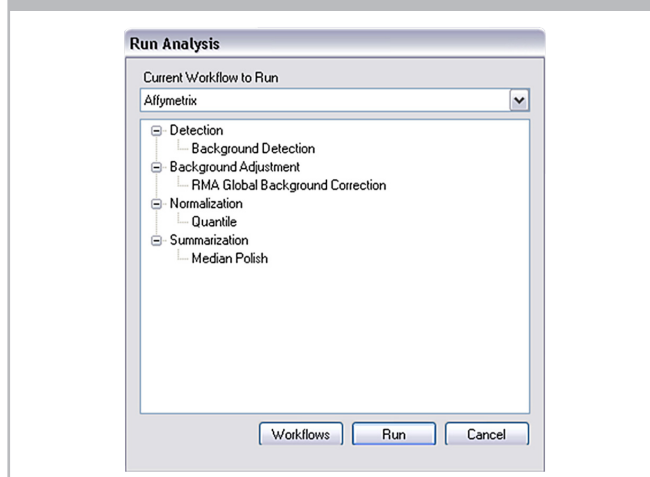 Run Analysis
Current Workflow to Run
Affymetrix
Detection
Background Detection
Background Adjustment
RMA Global Background Correction
Normalization
Quantile
Summarization
Median Polish
Workflows Run Cancel